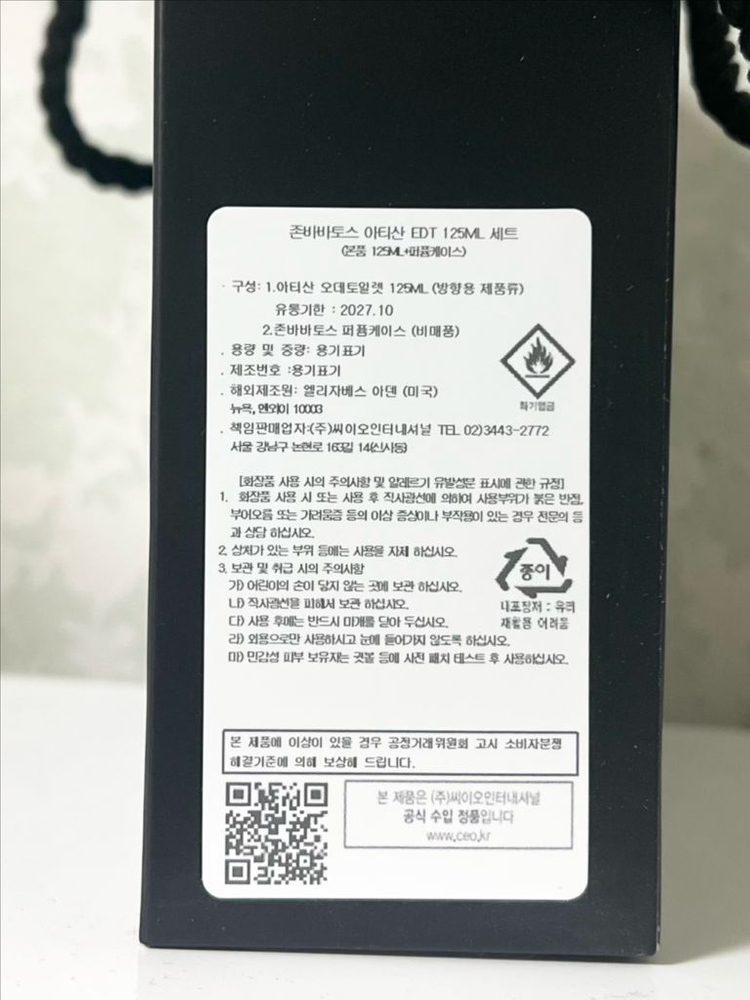 존바바토스 아티산 EDT 125ML 세트
(본품 125ML+퍼퓸케이스)
· 구성: 1.아티산 오데토일렛 125ML (방향용 제품류)
유통기한 : 2027.10
2.존바바토스 퍼퓸케이스 (비매품)
. 용량 및 중량: 용기표기
. 제조번호 :용기표기
. 해외제조원: 엘리자베스 아덴 (미국)
뉴욕, 엔와이 10003
. 책임판매업자:(주)씨이오인터내셔널 TEL 02)3443-2772
서울 강남구 논현로 163길 14(신사동)
화기엄금
[화장품 사용 시의 주의사항 및 알레르기 유발성분 표시에 관한 규정]
1. 화장품 사용 시 또는 사용 후 직사광선에 의하여 사용부위가 붉은 반점,
부어오름 또는 가려움증 등의 이상 증상이나 부작용이 있는 경우 전문의 등
과 상담 하십시오.
2. 상처가 있는 부위 등에는 사용을 자제 하십시오.
3. 보관 및 취급 시의 주의사항
가) 어린이의 손이 닿지 않는 곳에 보관 하십시오.
나) 직사광선을 피해서 보관 하십시오.
다) 사용 후에는 반드시 마개를 닫아 두십시오.
라) 외용으로만 사용하시고 눈에 들어가지 않도록 하십시오.
마) 민감성 피부 보유자는 귓볼 등에 사전 패치 테스트 후 사용하십시오.
종이
내포장재 : 유리
재활용 어려움
본 제품에 이상이 있을 경우 공정거래위원회 고시 소비자분쟁
해결기준에 의해 보상해 드립니다.
본 제품은 (주)씨이오인터내셔널
공식 수입 정품입니다
www.ceo.kr